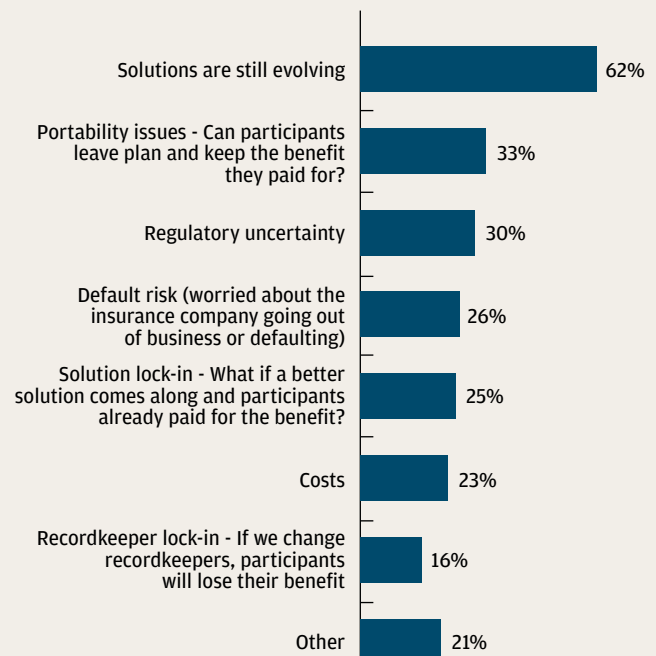 Solutions are still evolving
62%
Portability issues - Can participants
leave plan and keep the benefit
they paid for?
33%
Regulatory uncertainty
30%
Default risk (worried about the
insurance company going out
of business or defaulting)
26%
Solution lock-in - What if a better
solution comes along and participants
already paid for the benefit?
25%
Costs
23%
Recordkeeper lock-in - If we change
recordkeepers, participants
will lose their benefit
16%
Other
21%